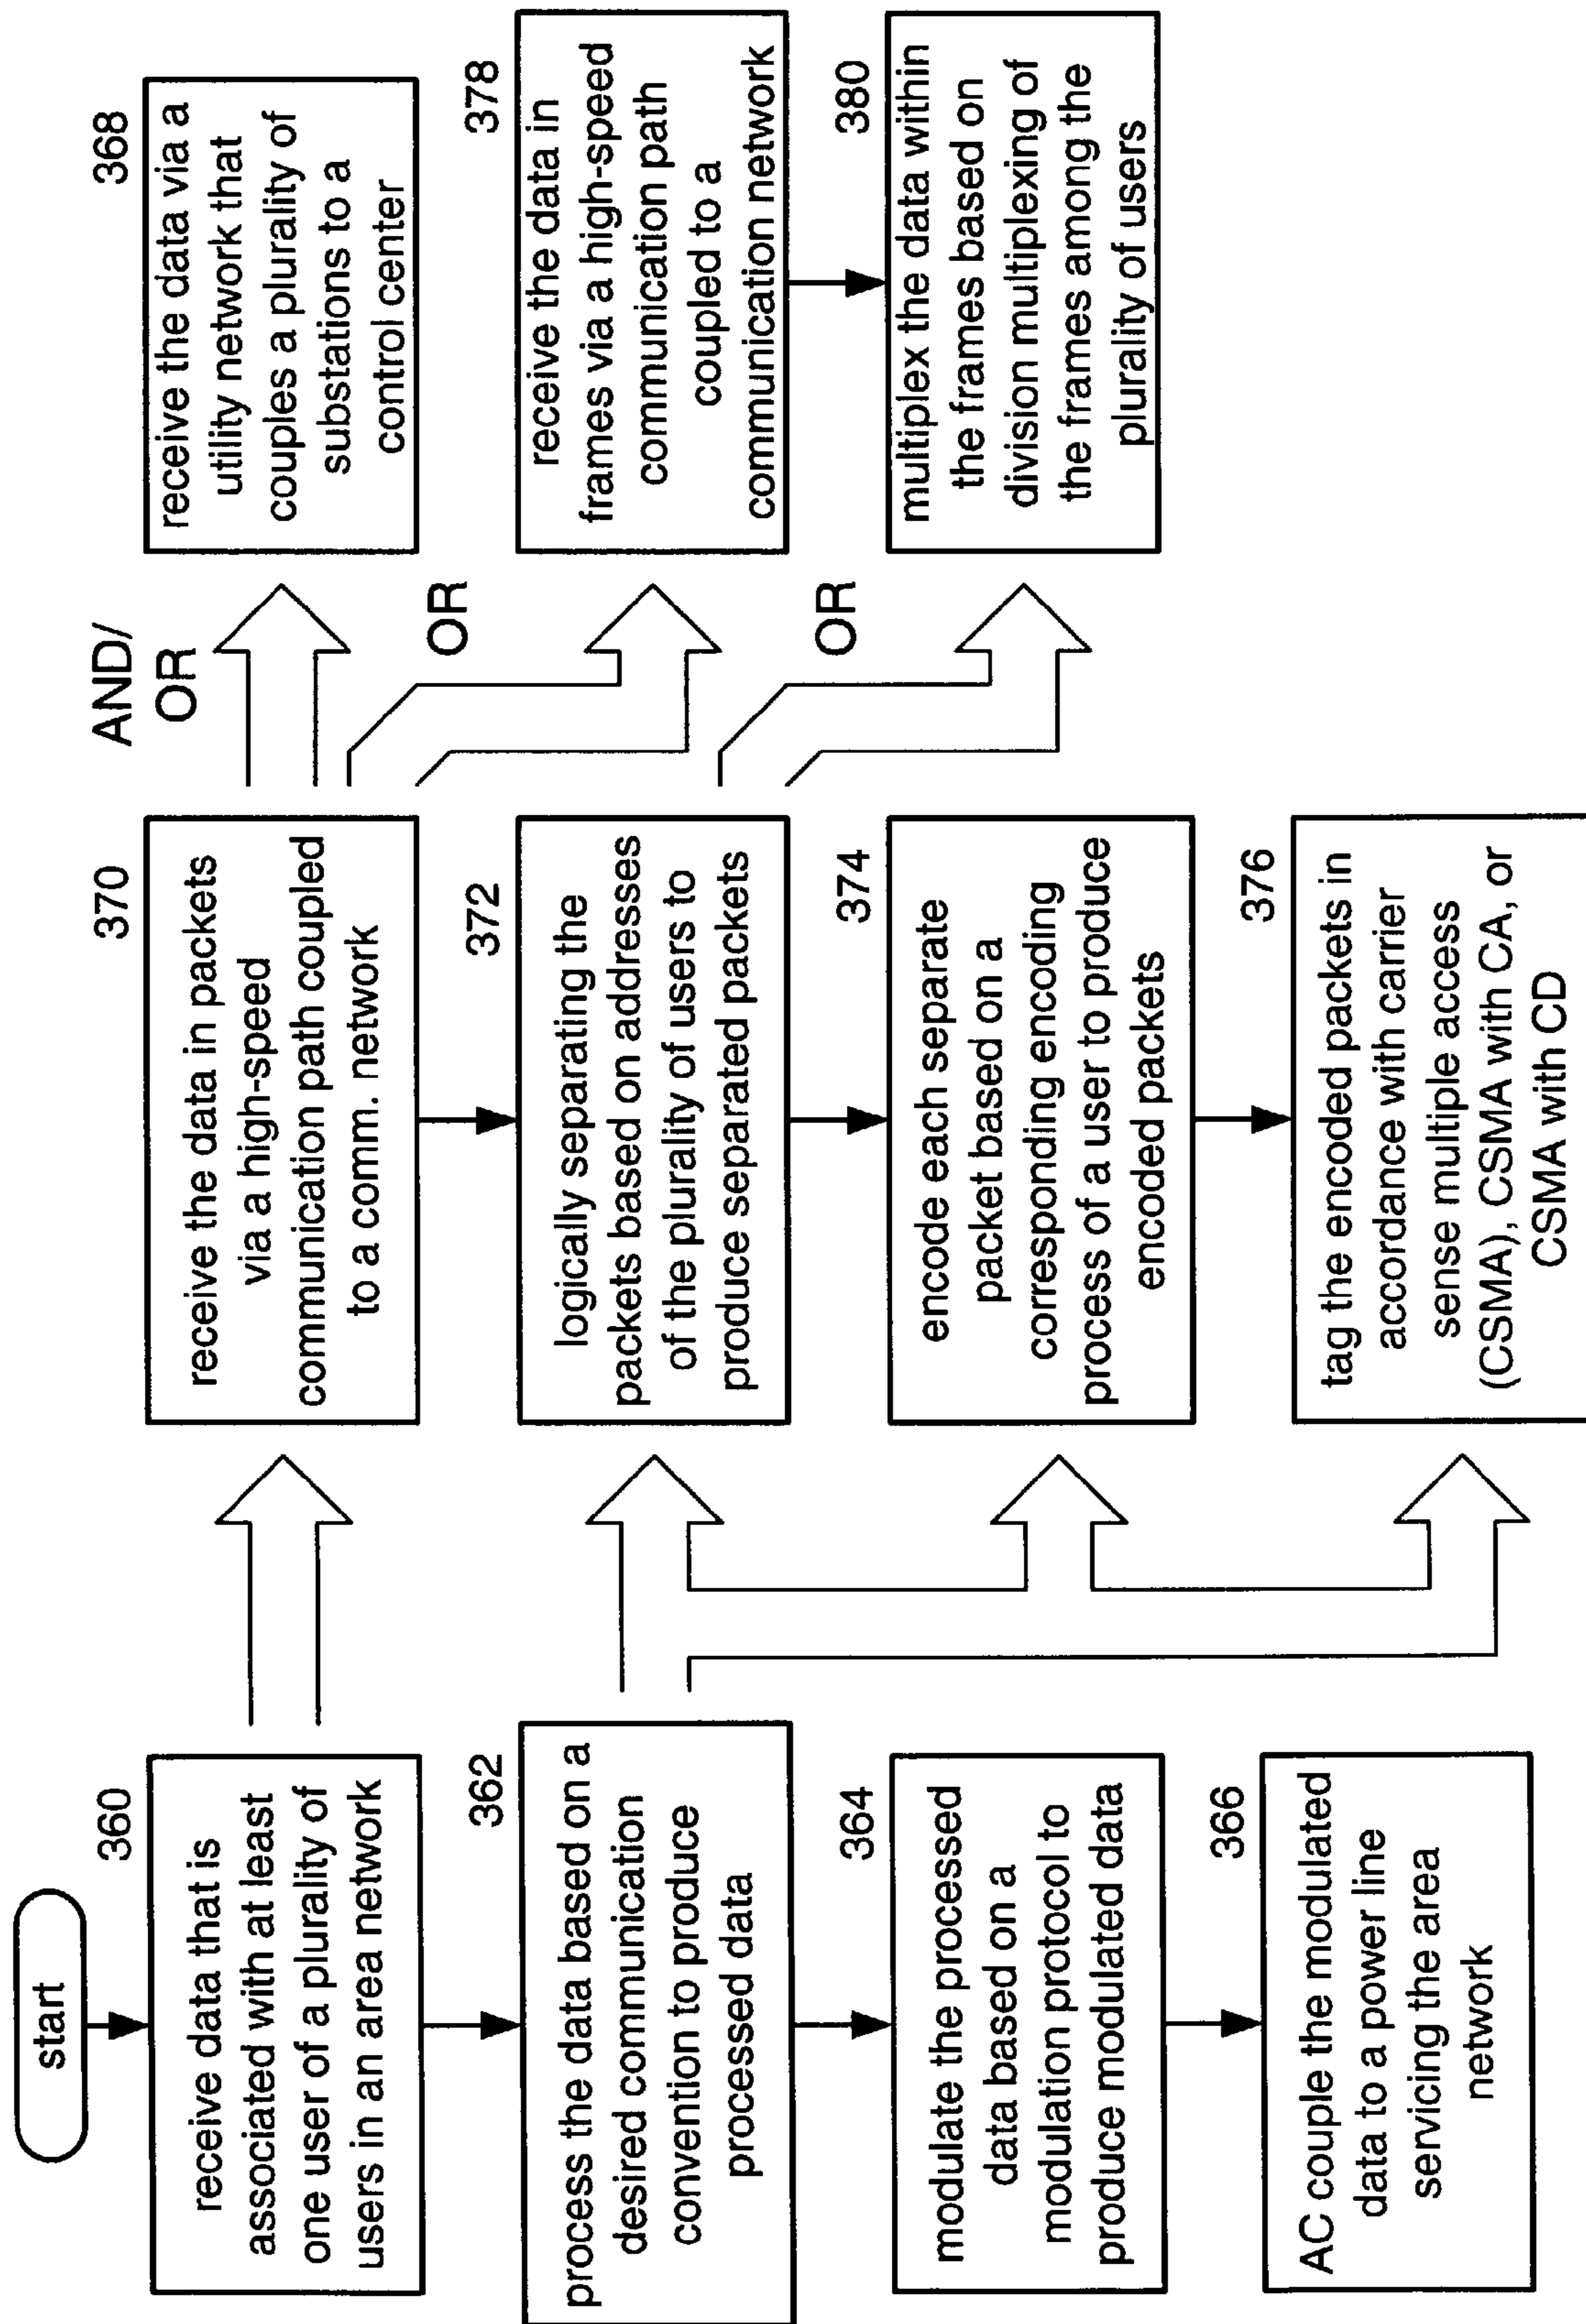 start
360
receive data that is
associated with at least
one user of a plurality of
users in an area network
362
process the data based on a
desired communication
convention to produce
processed data
364
modulate the processed
data based on a
modulation protocol to
produce modulated data
366
AC couple the modulated
data to a power line
servicing the area
network
370
receive the data in packets
via a high-speed
communication path coupled
to a comm. network
372
logically separating the
packets based on addresses
of the plurality of users to
produce separated packets
374
encode each separate
packet based on a
corresponding encoding
process of a user to produce
encoded packets
376
tag the encoded packets in
accordance with carrier
sense multiple access
(CSMA), CSMA with CA, or
CSMA with CD
AND/
OR
OR
OR
368
receive the data via a
utility network that
couples a plurality of
substations to a
control center
378
receive the data in
frames via a high-speed
communication path
coupled to a
communication network
380
multiplex the data within
the frames based on
division multiplexing of
the frames among the
plurality of users